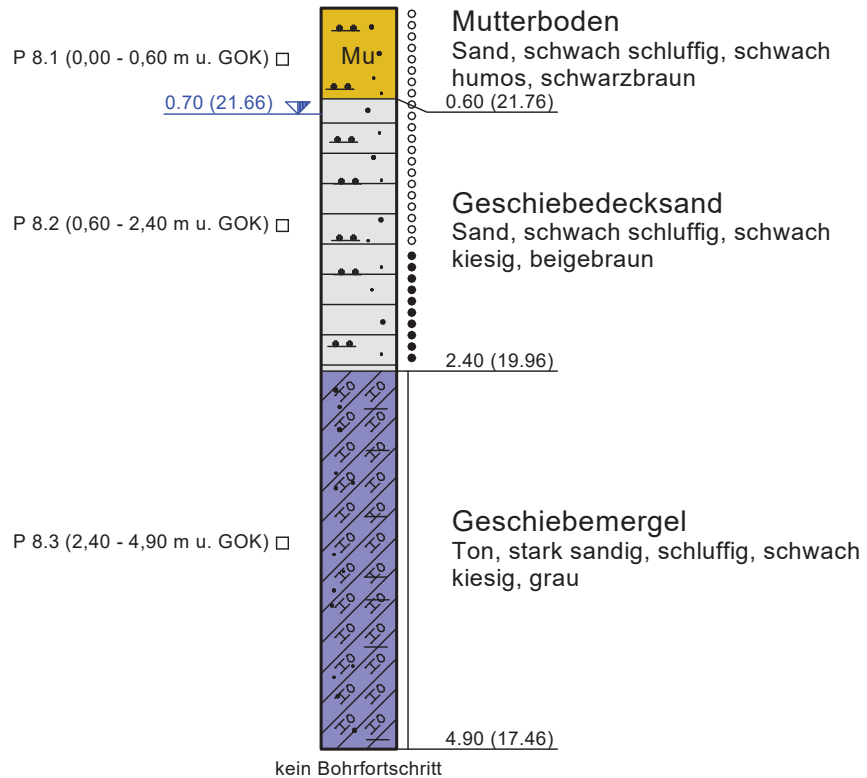 Mutterboden
P 8.1 (0,00 - 0,60 m u. GOK)
Mu
Sand, schwach schluffig, schwach
humos, schwarzbraun
0.70 (21.66)
0.60 (21.76)
Geschiebedecksand
P 8.2 (0,60 - 2,40 m u. GOK)
Sand, schwach schluffig, schwach
kiesig, beigebraun
2.40 (19.96)
Geschiebemergel
P 8.3 (2,40 - 4,90 m u. GOK)
Ton, stark sandig, schluffig, schwach
kiesig, grau
4.90 (17.46)
kein Bohrfortschritt